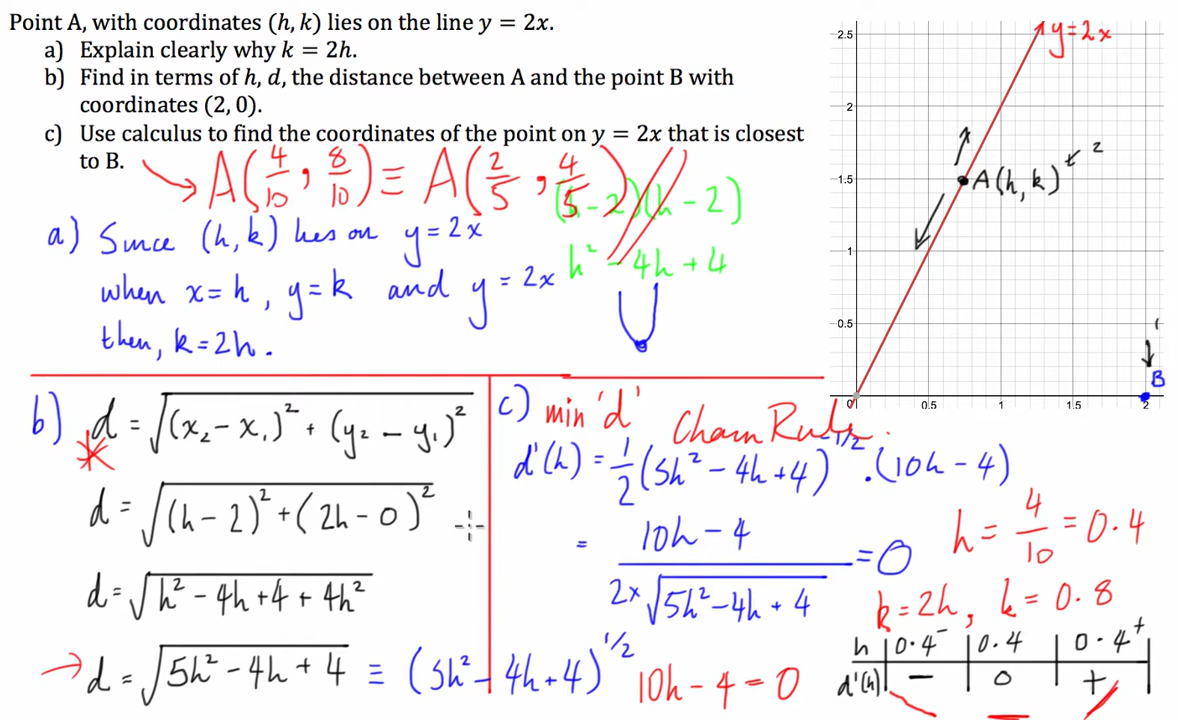 Point A, with coordinates (h, k) lies on the line y = 2x.
a) Explain clearly why k = 2h.
b) Find in terms of h, d, the distance between A and the point B with
coordinates (2, 0).
c) Use calculus to find the coordinates of the point on y = 2x that is closest
to B.
A(4/10, 8/10) ≡ A(2/5, 4/5)
(h - 2)(h - 2)
h² - 4h + 4
a) Since (h, k) lies on y = 2x
when x = h, y = k and y = 2x
then, k = 2h.
2.5
2
1.5
1
0.5
0
0.5
1
1.5
2
y = 2x
A(h, k)
2
B
b) d = √((x₂ - x₁)² + (y₂ - y₁)²)
d = √((h - 2)² + (2h - 0)²)
d = √(h² - 4h + 4 + 4h²)
d = √(5h² - 4h + 4) ≡ (5h² - 4h + 4)^1/2
c) min 'd' Chain Rule.
d'(h) = 1/2 (5h² - 4h + 4)^-1/2 . (10h - 4)
= (10h - 4) / (2 × √(5h² - 4h + 4)) = 0
10h - 4 = 0
h = 4/10 = 0.4
k = 2h, k = 0.8
h | 0.4⁻ | 0.4 | 0.4⁺
d'(h) | − | 0 | +